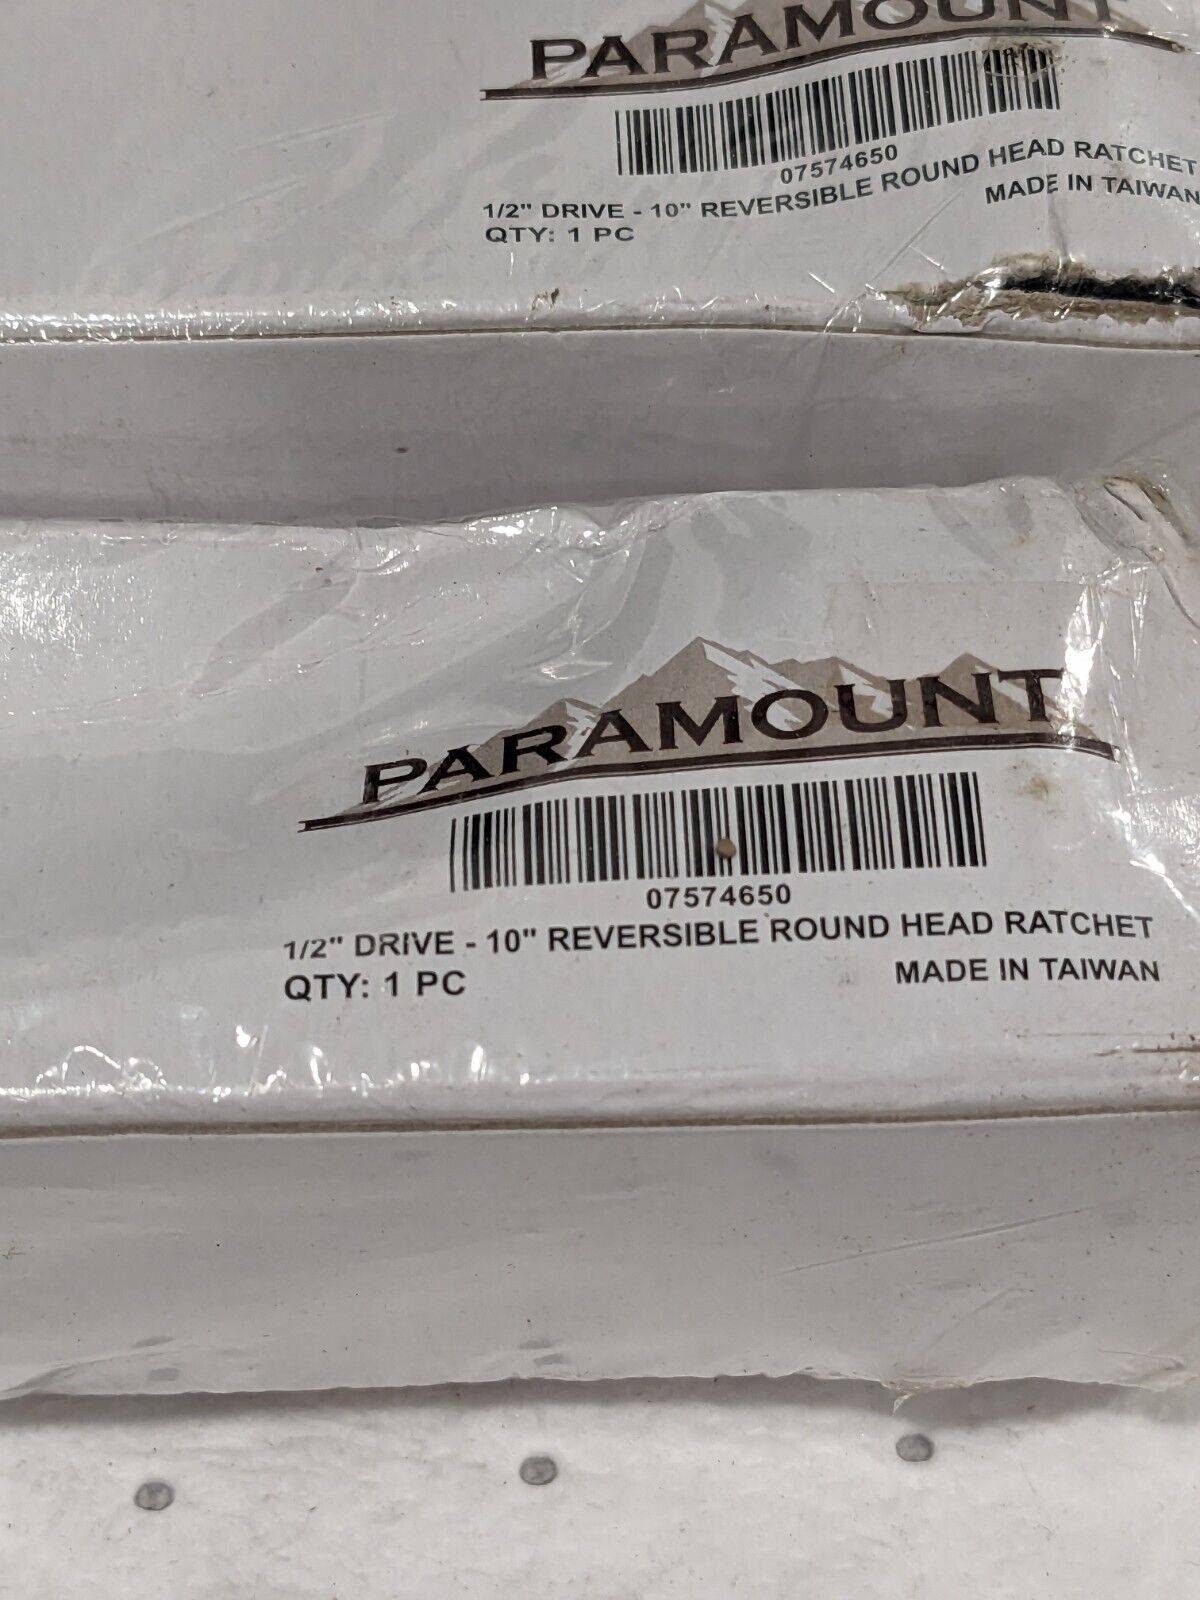 PARAMOUNT
07574650
1/2" DRIVE - 10" REVERSIBLE ROUND HEAD RATCHET
QTY: 1 PC
MADE IN TAIWAN
PARAMOUNT
07574650
1/2" DRIVE - 10" REVERSIBLE ROUND HEAD RATCHET
QTY: 1 PC
MADE IN TAIWAN